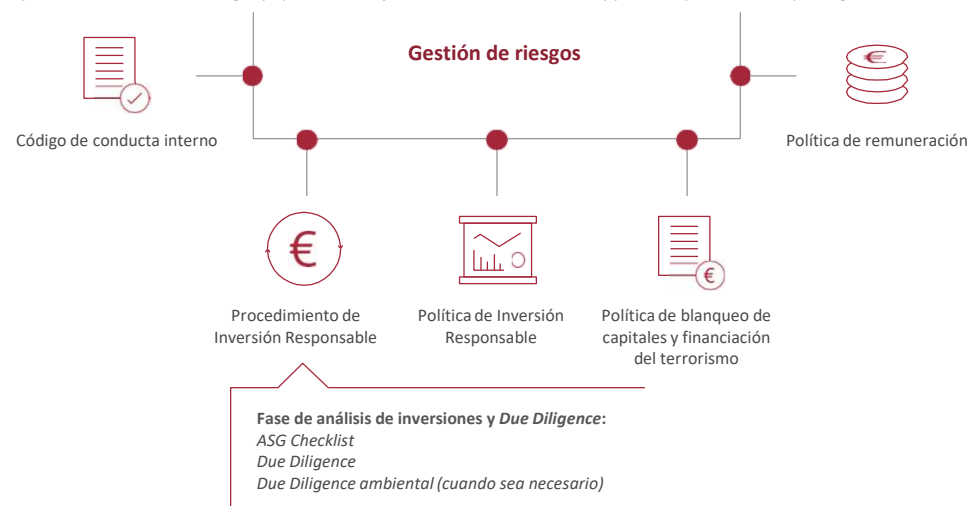 Gestión de riesgos
Código de conducta interno
Política de remuneración
€
€
€
Procedimiento de
Inversión Responsable
Política de Inversión
Responsable
Política de blanqueo de
capitales y financiación
del terrorismo
Fase de análisis de inversiones y Due Diligence:
ASG Checklist
Due Diligence
Due Diligence ambiental (cuando sea necesario)